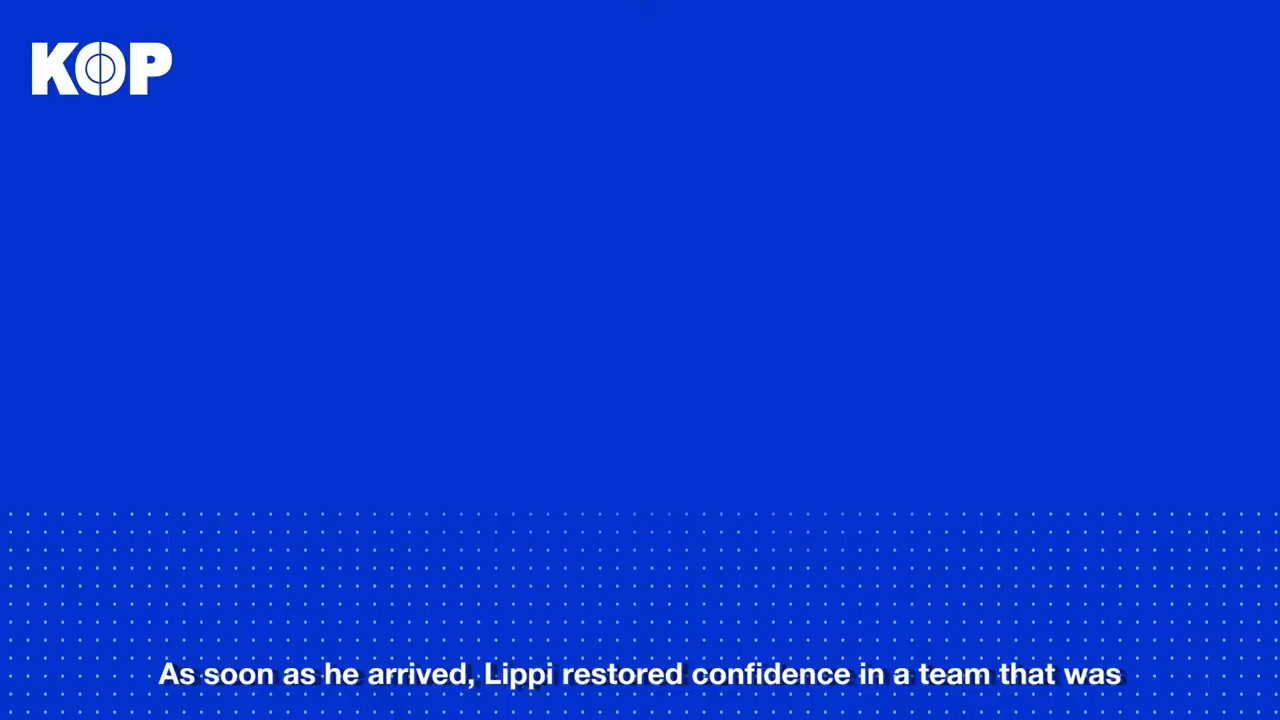 KOP
As soon as he arrived, Lippi restored confidence in a team that was